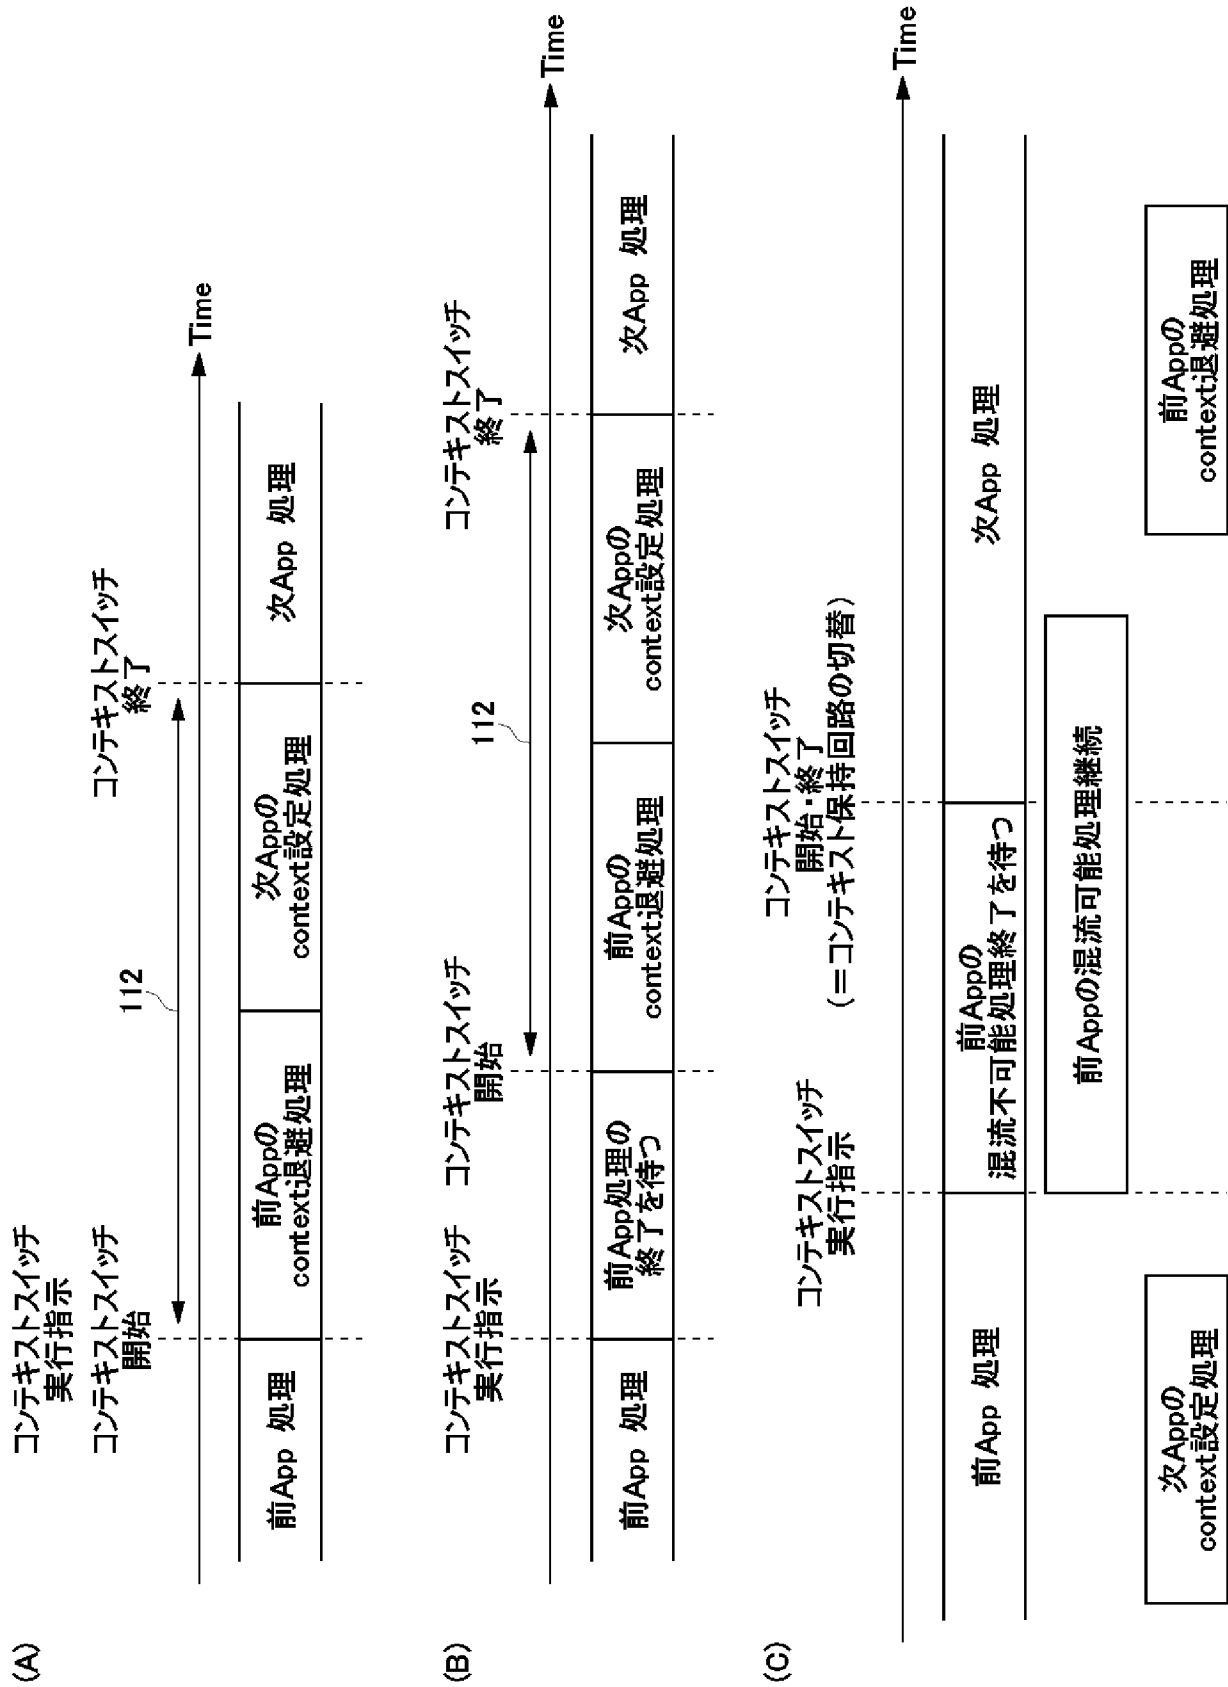 (A)
コンテキストスイッチ
実行指示
コンテキストスイッチ
開始
コンテキストスイッチ
終了
112
Time
前App 処理
前Appの
context退避処理
次Appの
context設定処理
次App 処理
(B)
コンテキストスイッチ
実行指示
コンテキストスイッチ
開始
コンテキストスイッチ
終了
112
Time
前App 処理
前App処理の
終了を待つ
前Appの
context退避処理
次Appの
context設定処理
次App 処理
(C)
コンテキストスイッチ
実行指示
コンテキストスイッチ
開始・終了
(=コンテキスト保持回路の切替)
Time
前App 処理
前Appの
混流不可能処理終了を待つ
次App 処理
前Appの混流可能処理継続
次Appの
context設定処理
前Appの
context退避処理